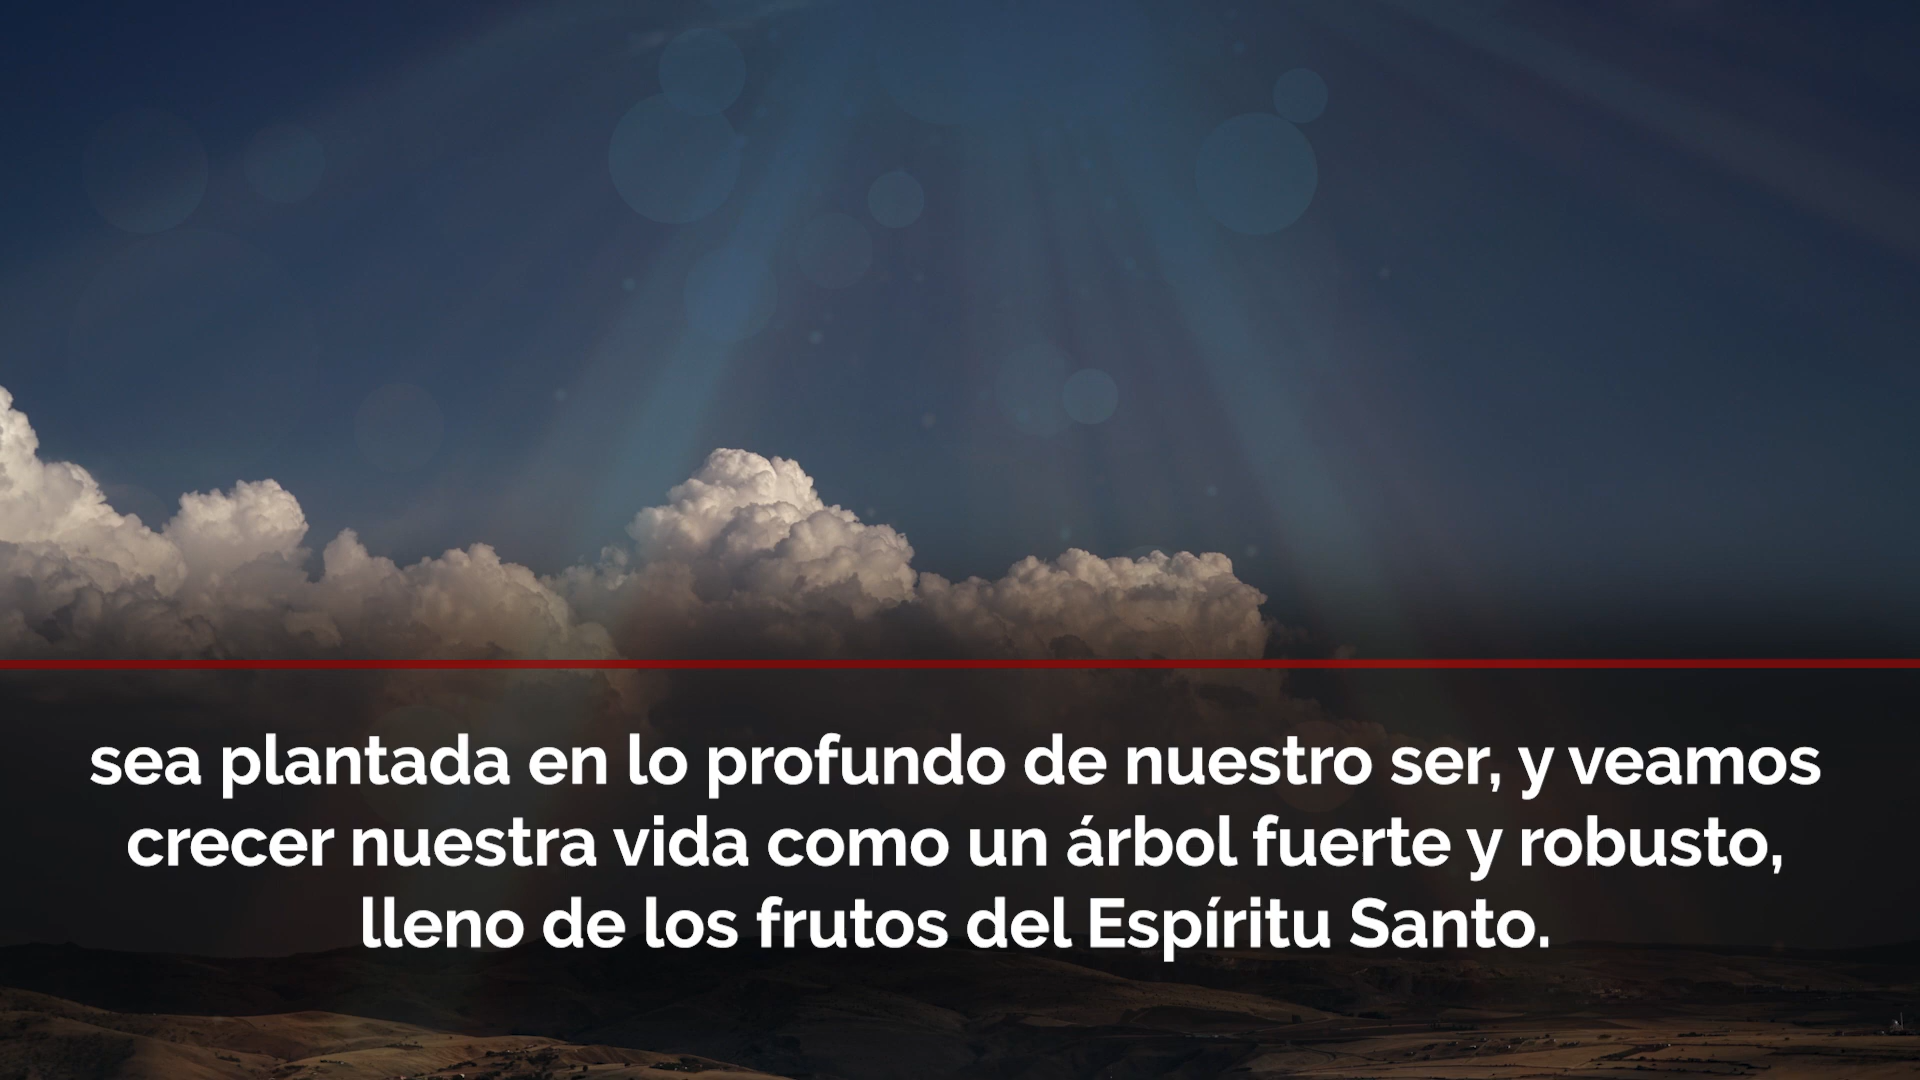 sea plantada en lo profundo de nuestro ser, y veamos
crecer nuestra vida como un árbol fuerte y robusto,
lleno de los frutos del Espíritu Santo.